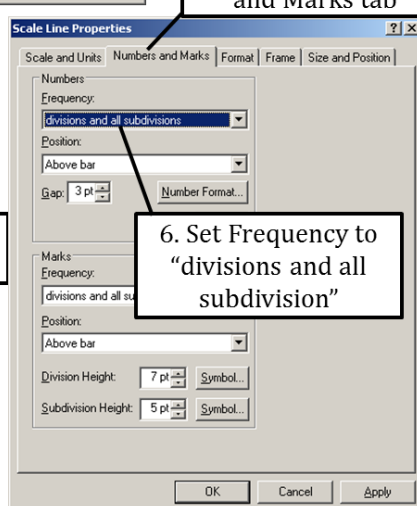 and Marks tab
Scale Line Properties
Scale and Units Numbers and Marks Format Frame Size and Position
Numbers
Frequency:
divisions and all subdivisions
Position:
Above bar
Gap: 3 pt Number Format...
6. Set Frequency to
“divisions and all
subdivision”
Marks
Frequency:
divisions and all su
Position:
Above bar
Division Height: 7 pt Symbol...
Subdivision Height: 5 pt Symbol...
OK Cancel Apply